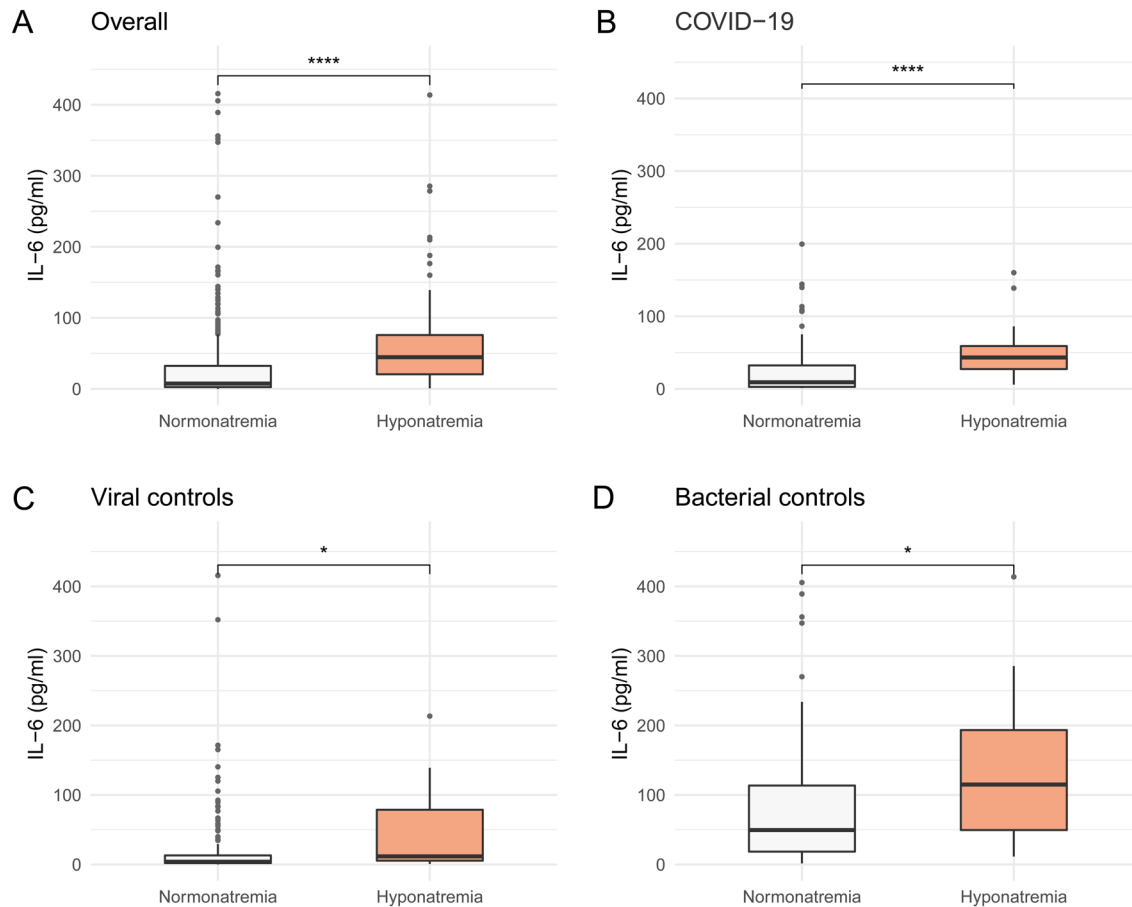 A Overall
****
400
300
200
100
0
IL−6 (pg/ml)
Normonatremia Hyponatremia
B COVID−19
****
400
300
200
100
0
IL−6 (pg/ml)
Normonatremia Hyponatremia
C Viral controls
*
400
300
200
100
0
IL−6 (pg/ml)
Normonatremia Hyponatremia
D Bacterial controls
*
400
300
200
100
0
IL−6 (pg/ml)
Normonatremia Hyponatremia